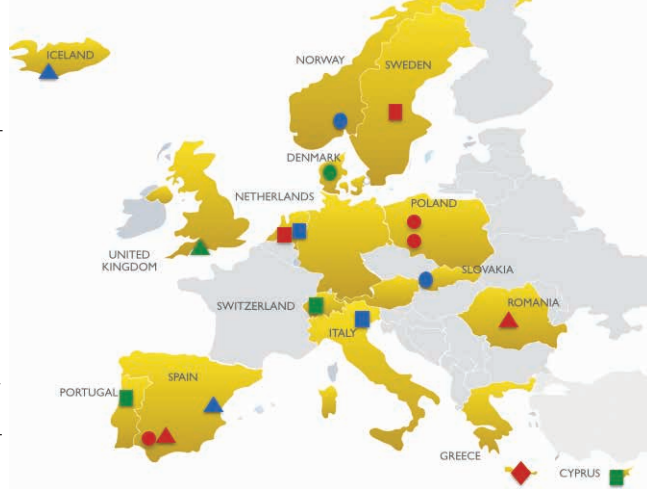 ICELAND
NORWAY
SWEDEN
DENMARK
NETHERLANDS
POLAND
UNITED
KINGDOM
SLOVAKIA
SWITZERLAND
ROMANIA
ITALY
SPAIN
PORTUGAL
GREECE
CYPRUS